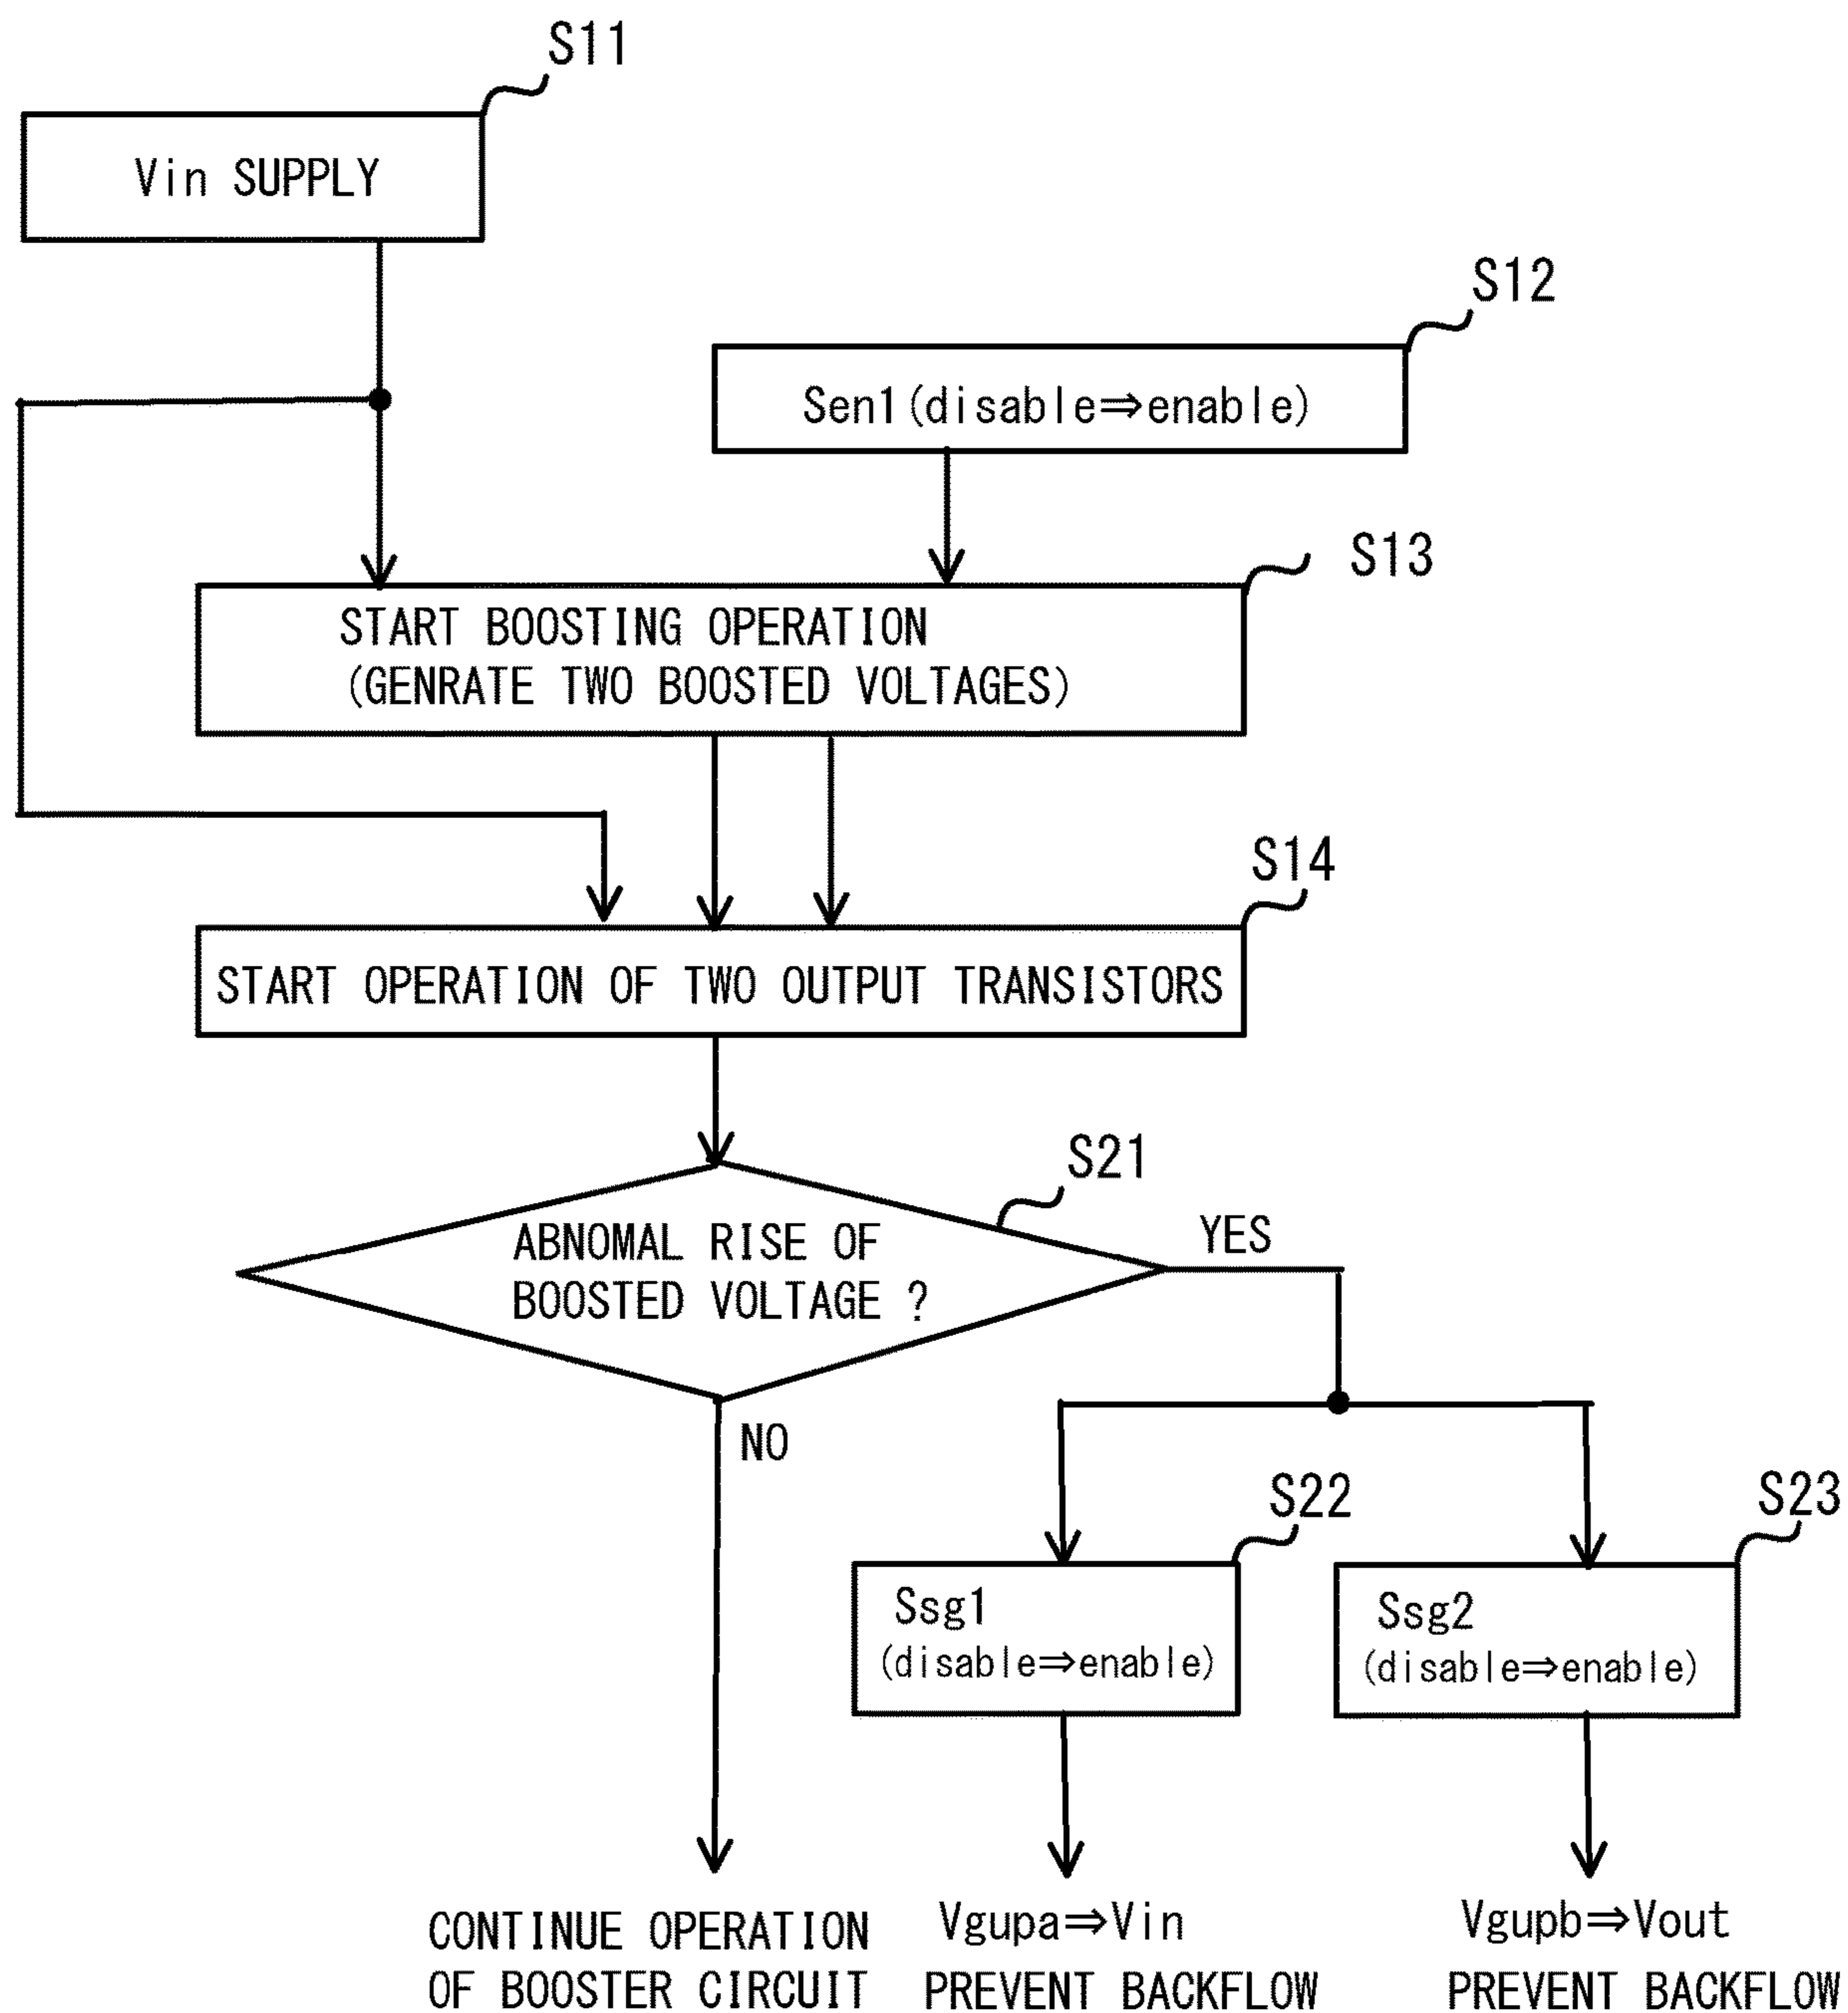 S11
Vin SUPPLY
S12
Sen1(disable⇒enable)
S13
START BOOSTING OPERATION
(GENRATE TWO BOOSTED VOLTAGES)
S14
START OPERATION OF TWO OUTPUT TRANSISTORS
S21
ABNOMAL RISE OF
BOOSTED VOLTAGE ?
YES
NO
S22
Ssg1
(disable⇒enable)
S23
Ssg2
(disable⇒enable)
CONTINUE OPERATION
OF BOOSTER CIRCUIT
Vgupa⇒Vin
PREVENT BACKFLOW
Vgupb⇒Vout
PREVENT BACKFLOW